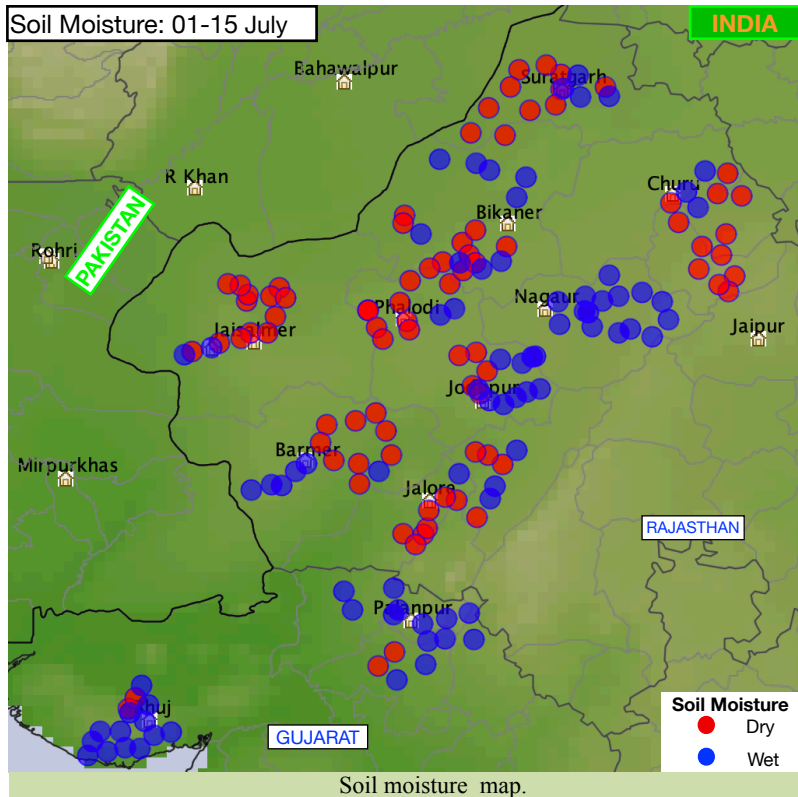 Soil Moisture: 01-15 July
INDIA
Bahawalpur
Suratgarh
R Khan
Churu
PAKISTAN
Bikaner
Rohri
Phalodi
Nagaur
Jaisalmer
Jaipur
Jodhpur
Barmer
Mirpurkhas
Jalore
RAJASTHAN
Palanpur
Bhuj
GUJARAT
Soil Moisture
Dry
Wet
Soil moisture map.